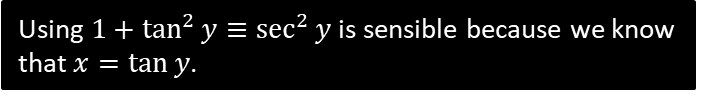 Using 1 + tan² y ≡ sec² y is sensible because we know
that x = tan y.